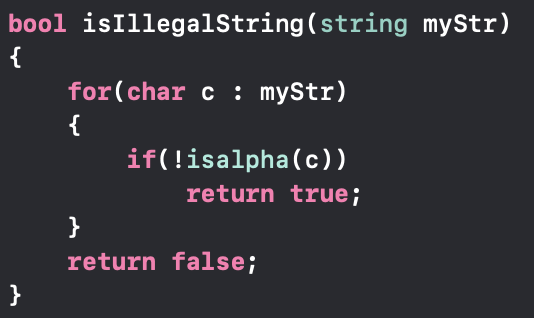 bool isIllegalString(string myStr)
{
    for(char c : myStr)
    {
        if(!isalpha(c))
            return true;
    }
    return false;
}